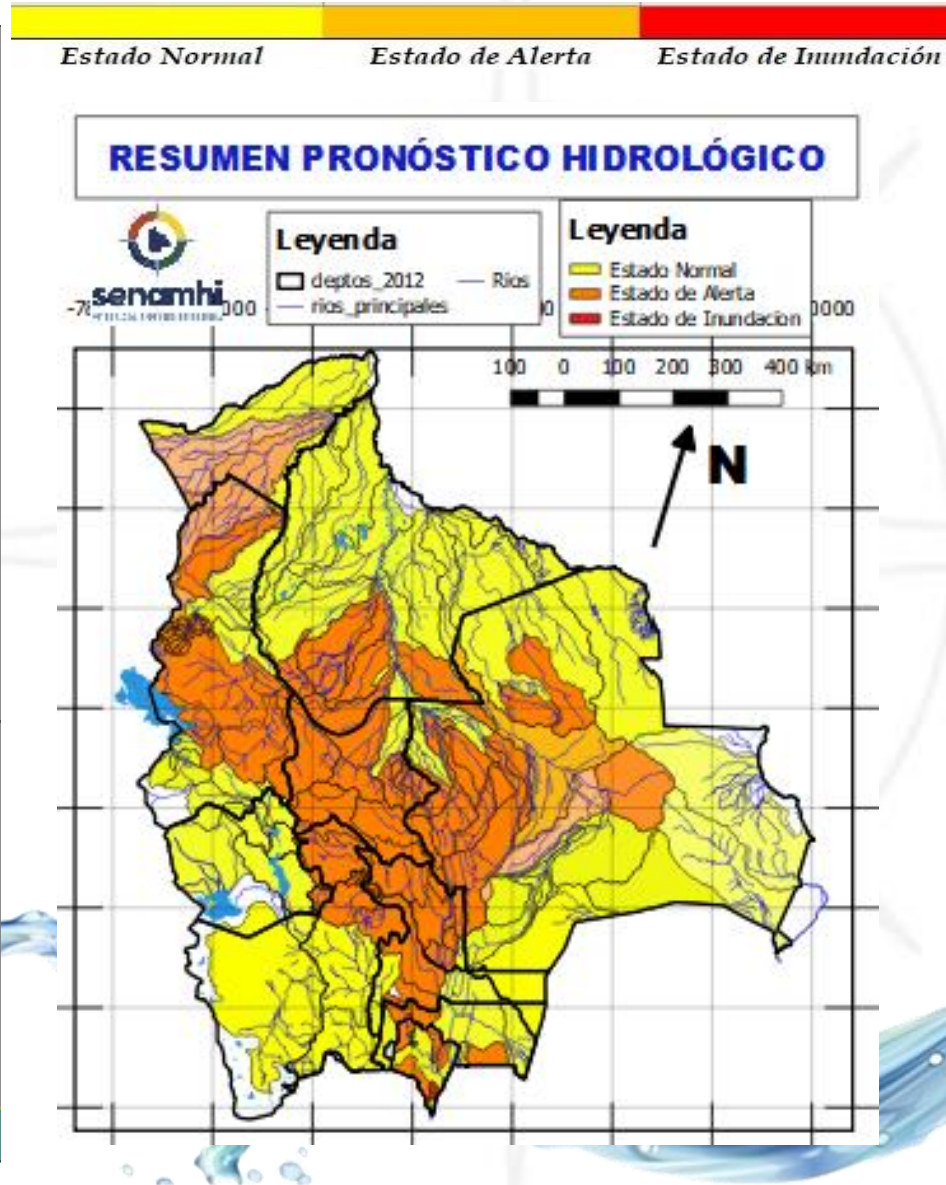 Estado Normal
Estado de Alerta
Estado de Inundación
RESUMEN PRONÓSTICO HIDROLÓGICO
senamhi
Leyenda
deptos_2012
Rios
rios_principales
Leyenda
Estado Normal
Estado de Alerta
Estado de Inundacion
100 0 100 200 300 400 km
N